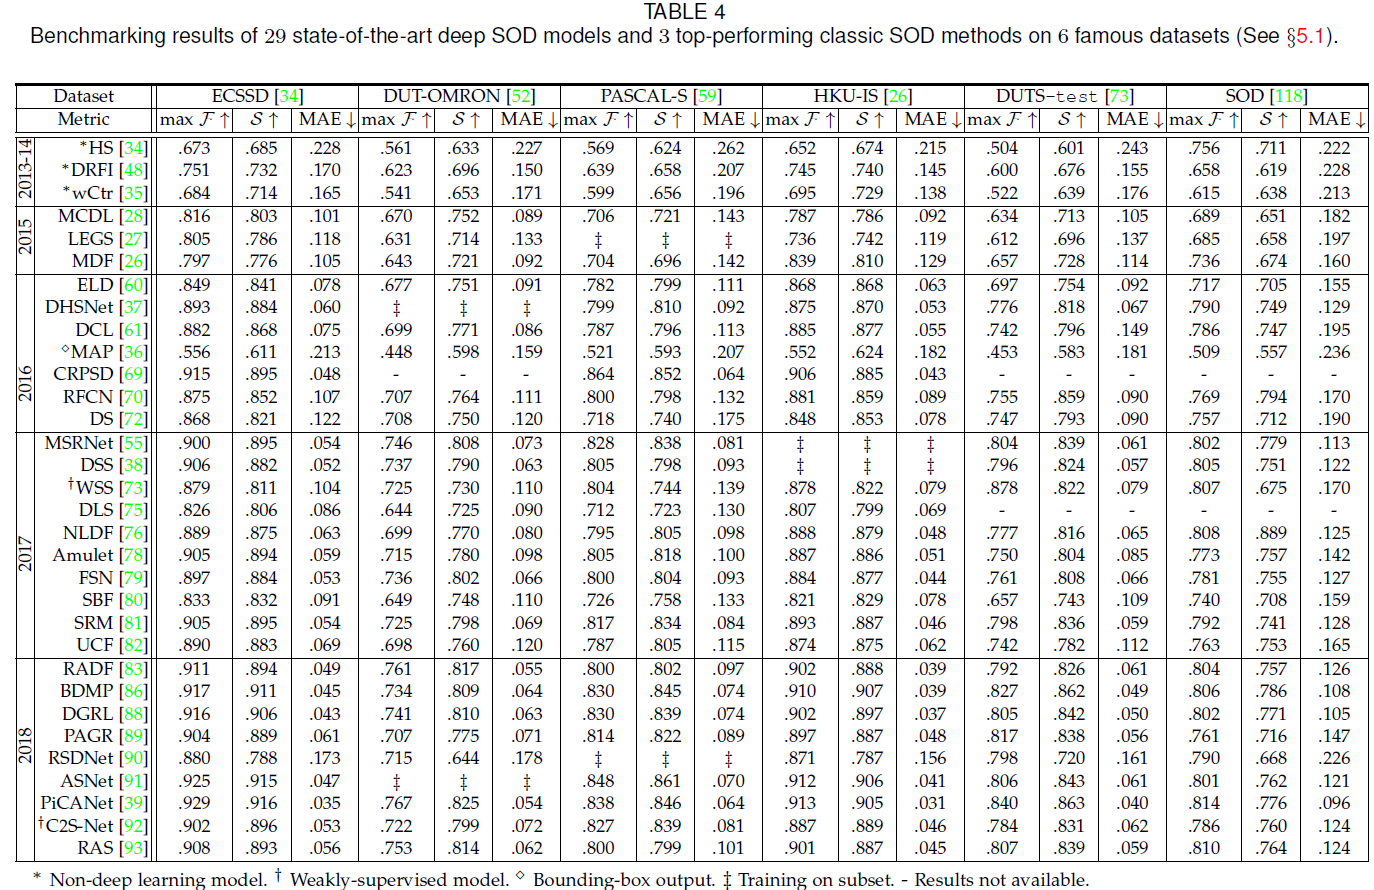 TABLE 4
Benchmarking results of 29 state-of-the-art deep SOD models and 3 top-performing classic SOD methods on 6 famous datasets (See §5.1).
Dataset ECSSD [34] DUT-OMRON [52] PASCAL-S [59] HKU-IS [26] DUTS-test [73] SOD [118]
Metric max F ↑ S ↑ MAE ↓ max F ↑ S ↑ MAE ↓ max F ↑ S ↑ MAE ↓ max F ↑ S ↑ MAE ↓ max F ↑ S ↑ MAE ↓ max F ↑ S ↑ MAE ↓
2013-14
*HS [34] .673 .685 .228 .561 .633 .227 .569 .624 .262 .652 .674 .215 .504 .601 .243 .756 .711 .222
*DRFI [48] .751 .732 .170 .623 .696 .150 .639 .658 .207 .745 .740 .145 .600 .676 .155 .658 .619 .228
*wCtr [35] .684 .714 .165 .541 .653 .171 .599 .656 .196 .695 .729 .138 .522 .639 .176 .615 .638 .213
2015
MCDL [28] .816 .803 .101 .670 .752 .089 .706 .721 .143 .787 .786 .092 .634 .713 .105 .689 .651 .182
LEGS [27] .805 .786 .118 .631 .714 .133 ‡ ‡ ‡ .736 .742 .119 .612 .696 .137 .685 .658 .197
MDF [26] .797 .776 .105 .643 .721 .092 .704 .696 .142 .839 .810 .129 .657 .728 .114 .736 .674 .160
2016
ELD [60] .849 .841 .078 .677 .751 .091 .782 .799 .111 .868 .868 .063 .697 .754 .092 .717 .705 .155
DHSNet [37] .893 .884 .060 ‡ ‡ ‡ .799 .810 .092 .875 .870 .053 .776 .818 .067 .790 .749 .129
DCL [61] .882 .868 .075 .699 .771 .086 .787 .796 .113 .885 .877 .055 .742 .796 .149 .786 .747 .195
◇MAP [36] .556 .611 .213 .448 .598 .159 .521 .593 .207 .552 .624 .182 .453 .583 .181 .509 .557 .236
CRPSD [69] .915 .895 .048 - - - .864 .852 .064 .906 .885 .043 - - - - - -
RFCN [70] .875 .852 .107 .707 .764 .111 .800 .798 .132 .881 .859 .089 .755 .859 .090 .769 .794 .170
DS [72] .868 .821 .122 .708 .750 .120 .718 .740 .175 .848 .853 .078 .747 .793 .090 .757 .712 .190
2017
MSRNet [55] .900 .895 .054 .746 .808 .073 .828 .838 .081 ‡ ‡ ‡ .804 .839 .061 .802 .779 .113
DSS [38] .906 .882 .052 .737 .790 .063 .805 .798 .093 ‡ ‡ ‡ .796 .824 .057 .805 .751 .122
†WSS [73] .879 .811 .104 .725 .730 .110 .804 .744 .139 .878 .822 .079 .878 .822 .079 .807 .675 .170
DLS [75] .826 .806 .086 .644 .725 .090 .712 .723 .130 .807 .799 .069 - - - - - -
NLDF [76] .889 .875 .063 .699 .770 .080 .795 .805 .098 .888 .879 .048 .777 .816 .065 .808 .889 .125
Amulet [78] .905 .894 .059 .715 .780 .098 .805 .818 .100 .887 .886 .051 .750 .804 .085 .773 .757 .142
FSN [79] .897 .884 .053 .736 .802 .066 .800 .804 .093 .884 .877 .044 .761 .808 .066 .781 .755 .127
SBF [80] .833 .832 .091 .649 .748 .110 .726 .758 .133 .821 .829 .078 .657 .743 .109 .740 .708 .159
SRM [81] .905 .895 .054 .725 .798 .069 .817 .834 .084 .893 .887 .046 .798 .836 .059 .792 .741 .128
UCF [82] .890 .883 .069 .698 .760 .120 .787 .805 .115 .874 .875 .062 .742 .782 .112 .763 .753 .165
2018
RADF [83] .911 .894 .049 .761 .817 .055 .800 .802 .097 .902 .888 .039 .792 .826 .061 .804 .757 .126
BDMP [86] .917 .911 .045 .734 .809 .064 .830 .845 .074 .910 .907 .039 .827 .862 .049 .806 .786 .108
DGRL [88] .916 .906 .043 .741 .810 .063 .830 .839 .074 .902 .897 .037 .805 .842 .050 .802 .771 .105
PAGR [89] .904 .889 .061 .707 .775 .071 .814 .822 .089 .897 .887 .048 .817 .838 .056 .761 .716 .147
RSDNet [90] .880 .788 .173 .715 .644 .178 ‡ ‡ ‡ .871 .787 .156 .798 .720 .161 .790 .668 .226
ASNet [91] .925 .915 .047 ‡ ‡ ‡ .848 .861 .070 .912 .906 .041 .806 .843 .061 .801 .762 .121
PiCANet [39] .929 .916 .035 .767 .825 .054 .838 .846 .064 .913 .905 .031 .840 .863 .040 .814 .776 .096
†C2S-Net [92] .902 .896 .053 .722 .799 .072 .827 .839 .081 .887 .889 .046 .784 .831 .062 .786 .760 .124
RAS [93] .908 .893 .056 .753 .814 .062 .800 .799 .101 .901 .887 .045 .807 .839 .059 .810 .764 .124
* Non-deep learning model. † Weakly-supervised model. ◇ Bounding-box output. ‡ Training on subset. - Results not available.